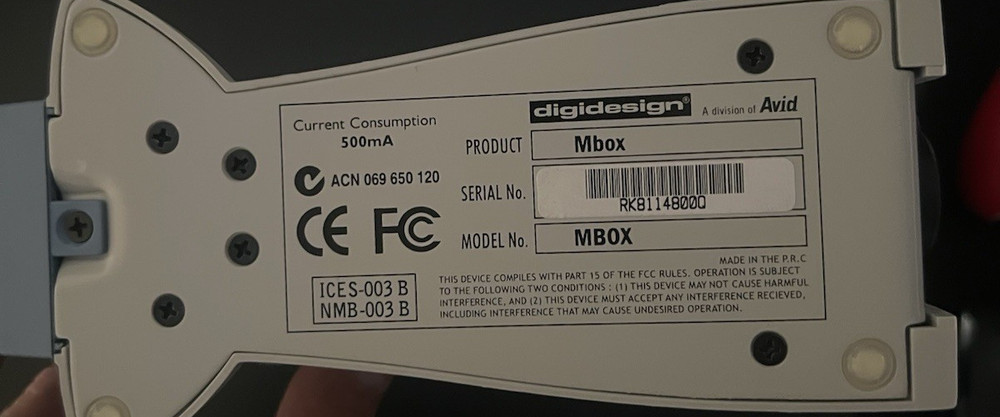 digidesign® A division of Avid
Current Consumption
500mA
ACN 069 650 120
CE FC
ICES-003 B
NMB-003 B
PRODUCT Mbox
SERIAL No. RK8114800Q
MODEL No. MBOX
MADE IN THE P.R.C
THIS DEVICE COMPILES WITH PART 15 OF THE FCC RULES. OPERATION IS SUBJECT
TO THE FOLLOWING TWO CONDITIONS : (1) THIS DEVICE MAY NOT CAUSE HARMFUL
INTERFERENCE, AND (2) THIS DEVICE MUST ACCEPT ANY INTERFERENCE RECIEVED,
INCLUDING INTERFERENCE THAT MAY CAUSE UNDESIRED OPERATION.